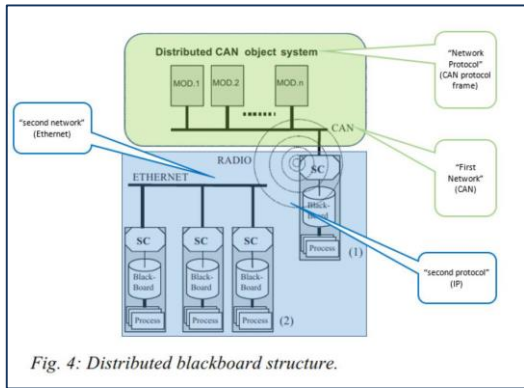 Distributed CAN object system
"Network
Protocol"
(CAN protocol
frame)
MOD.1
MOD.2
MOD.n
"second network"
(Ethernet)
CAN
RADIO
ETHERNET
"First
Network"
(CAN)
SC
Black-
Board
Process
(1)
SC
SC
SC
"second protocol"
(IP)
Black-
Board
Black-
Board
Black-
Board
Process
Process
Process
(2)
Fig. 4: Distributed blackboard structure.